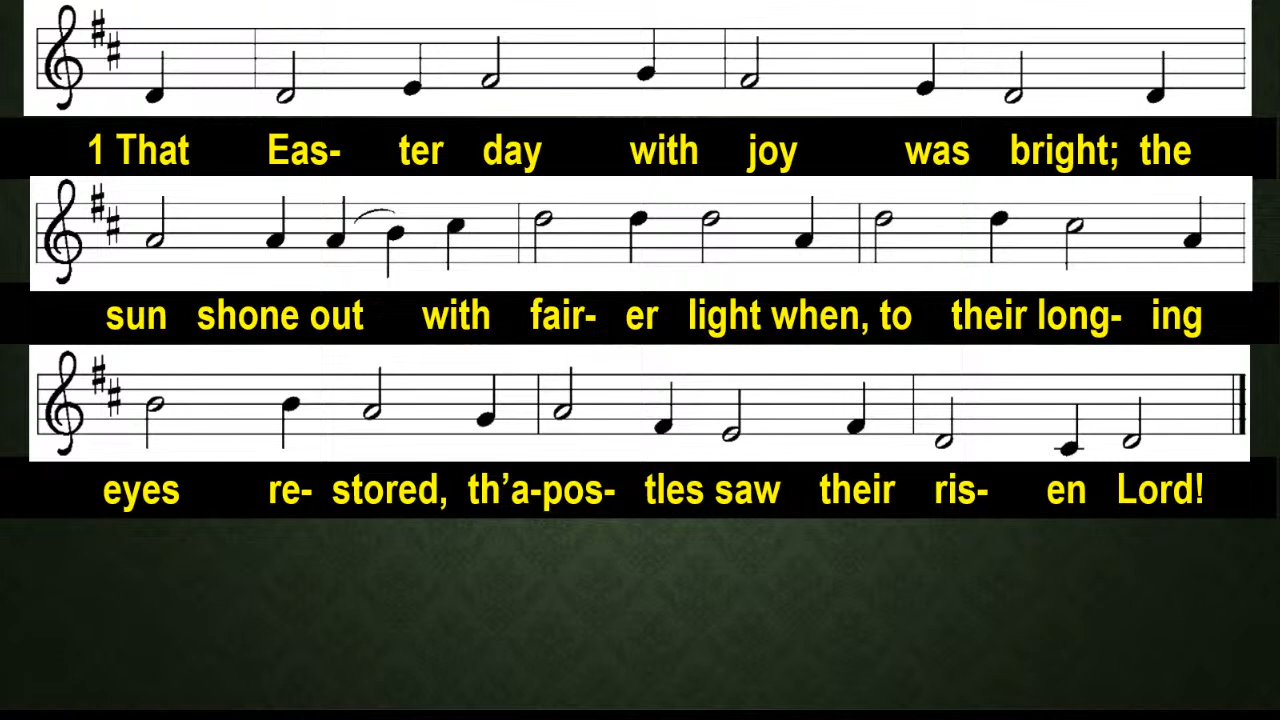 1 That Eas- ter day with joy was bright; the
sun shone out with fair- er light when, to their long- ing
eyes re- stored, th’a-pos- tles saw their ris- en Lord!